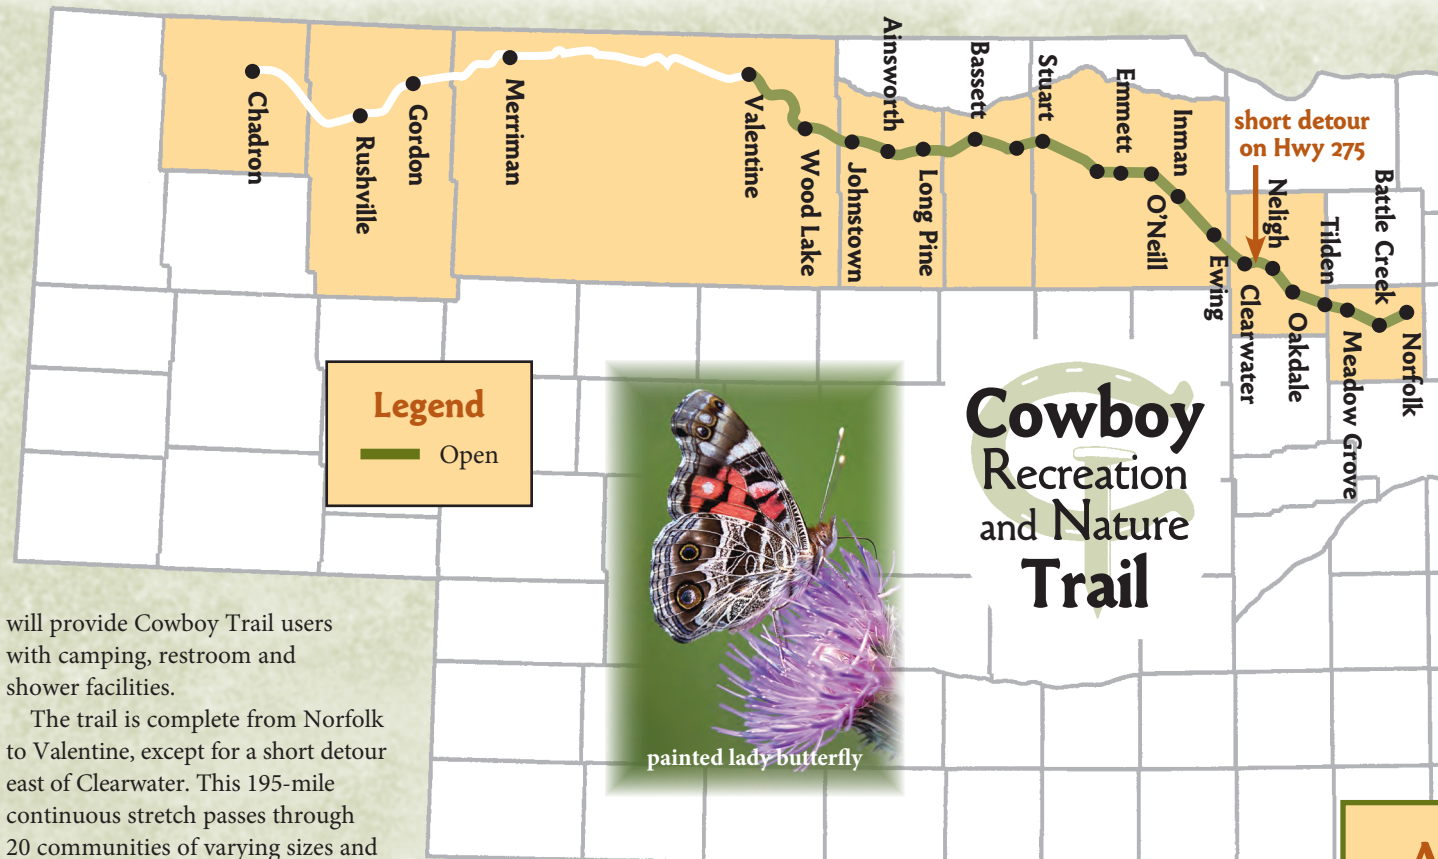 Chadron
Rushville
Gordon
Merriman
Valentine
Wood Lake
Johnstown
Ainsworth
Long Pine
Bassett
Stuart
Emmett
O'Neill
Inman
Ewing
short detour
on Hwy 275
Clearwater
Neligh
Oakdale
Tilden
Meadow Grove
Battle Creek
Norfolk
Legend
Open
Cowboy
Recreation
and Nature
Trail
painted lady butterfly
will provide Cowboy Trail users
with camping, restroom and
shower facilities.
The trail is complete from Norfolk
to Valentine, except for a short detour
east of Clearwater. This 195-mile
continuous stretch passes through
20 communities of varying sizes and